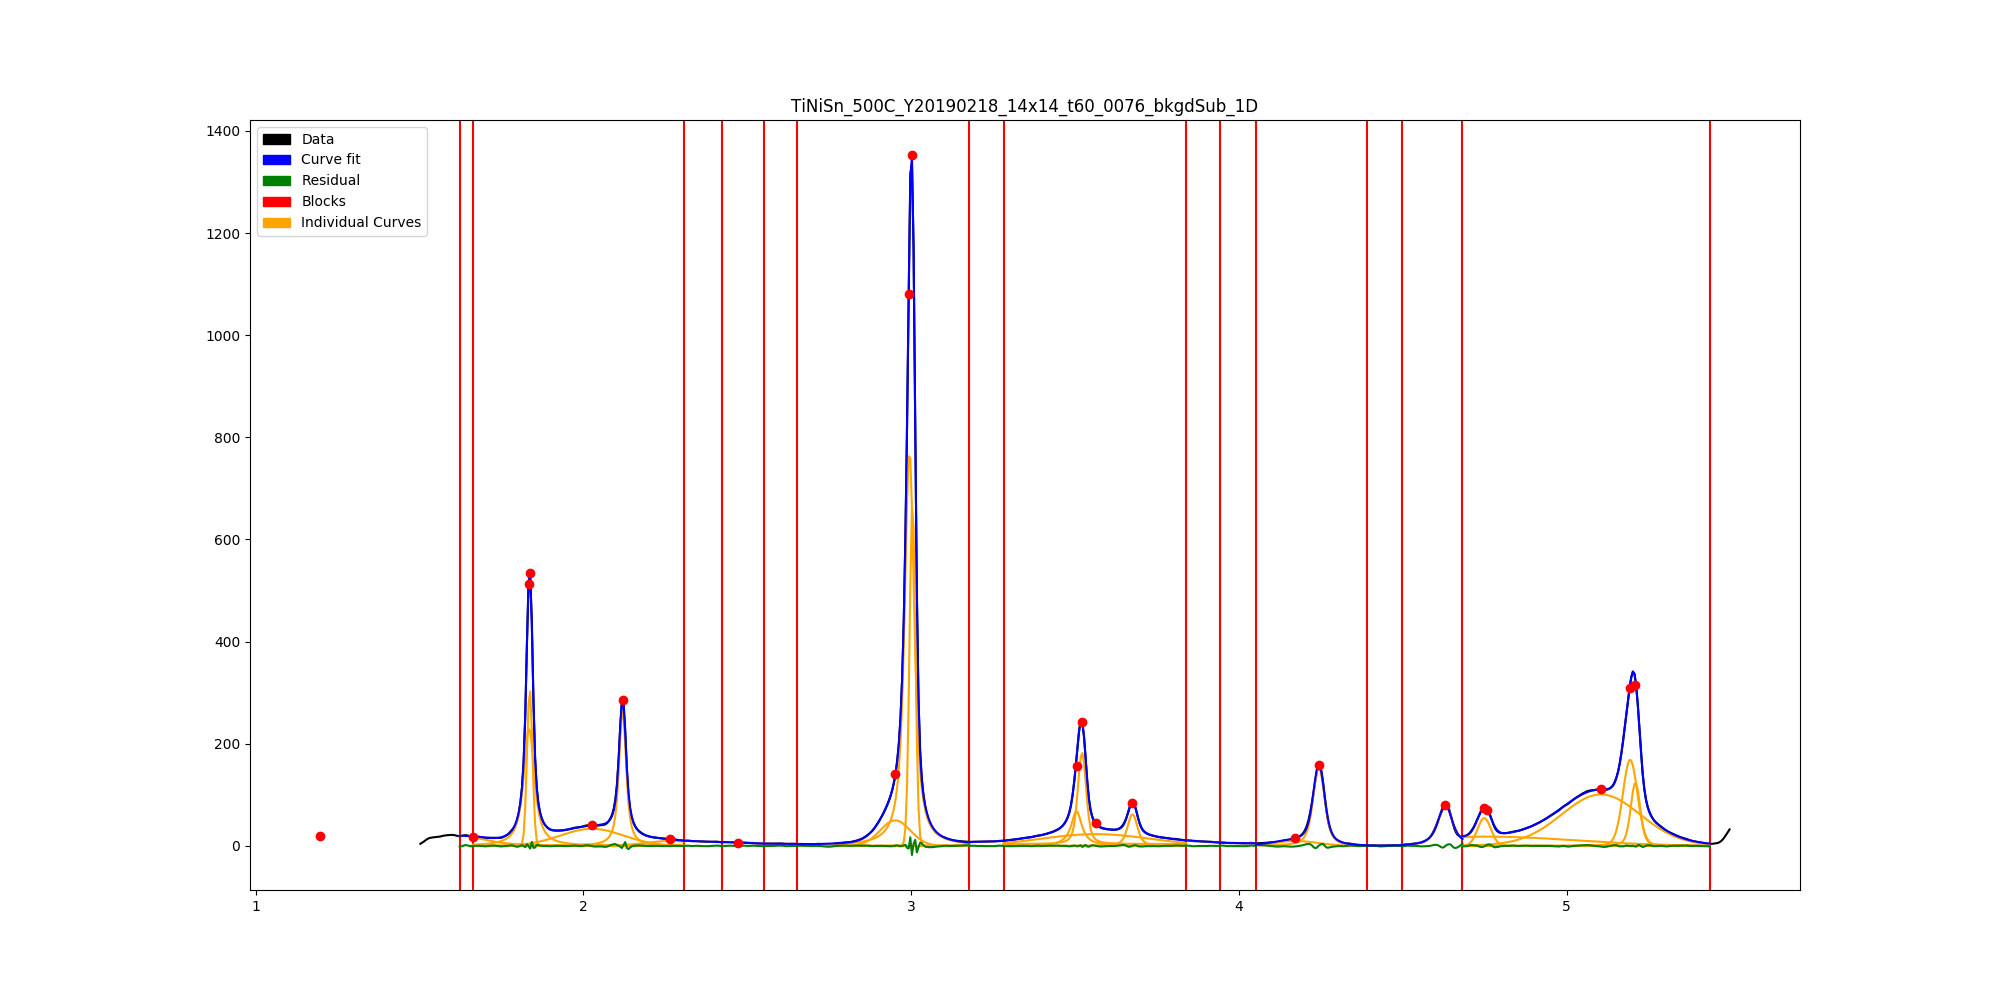 TiNiSn_500C_Y20190218_14x14_t60_0076_bkgdSub_1D
1400
1200
1000
800
600
400
200
0
Data
Curve fit
Residual
Blocks
Individual Curves
1
2
3
4
5